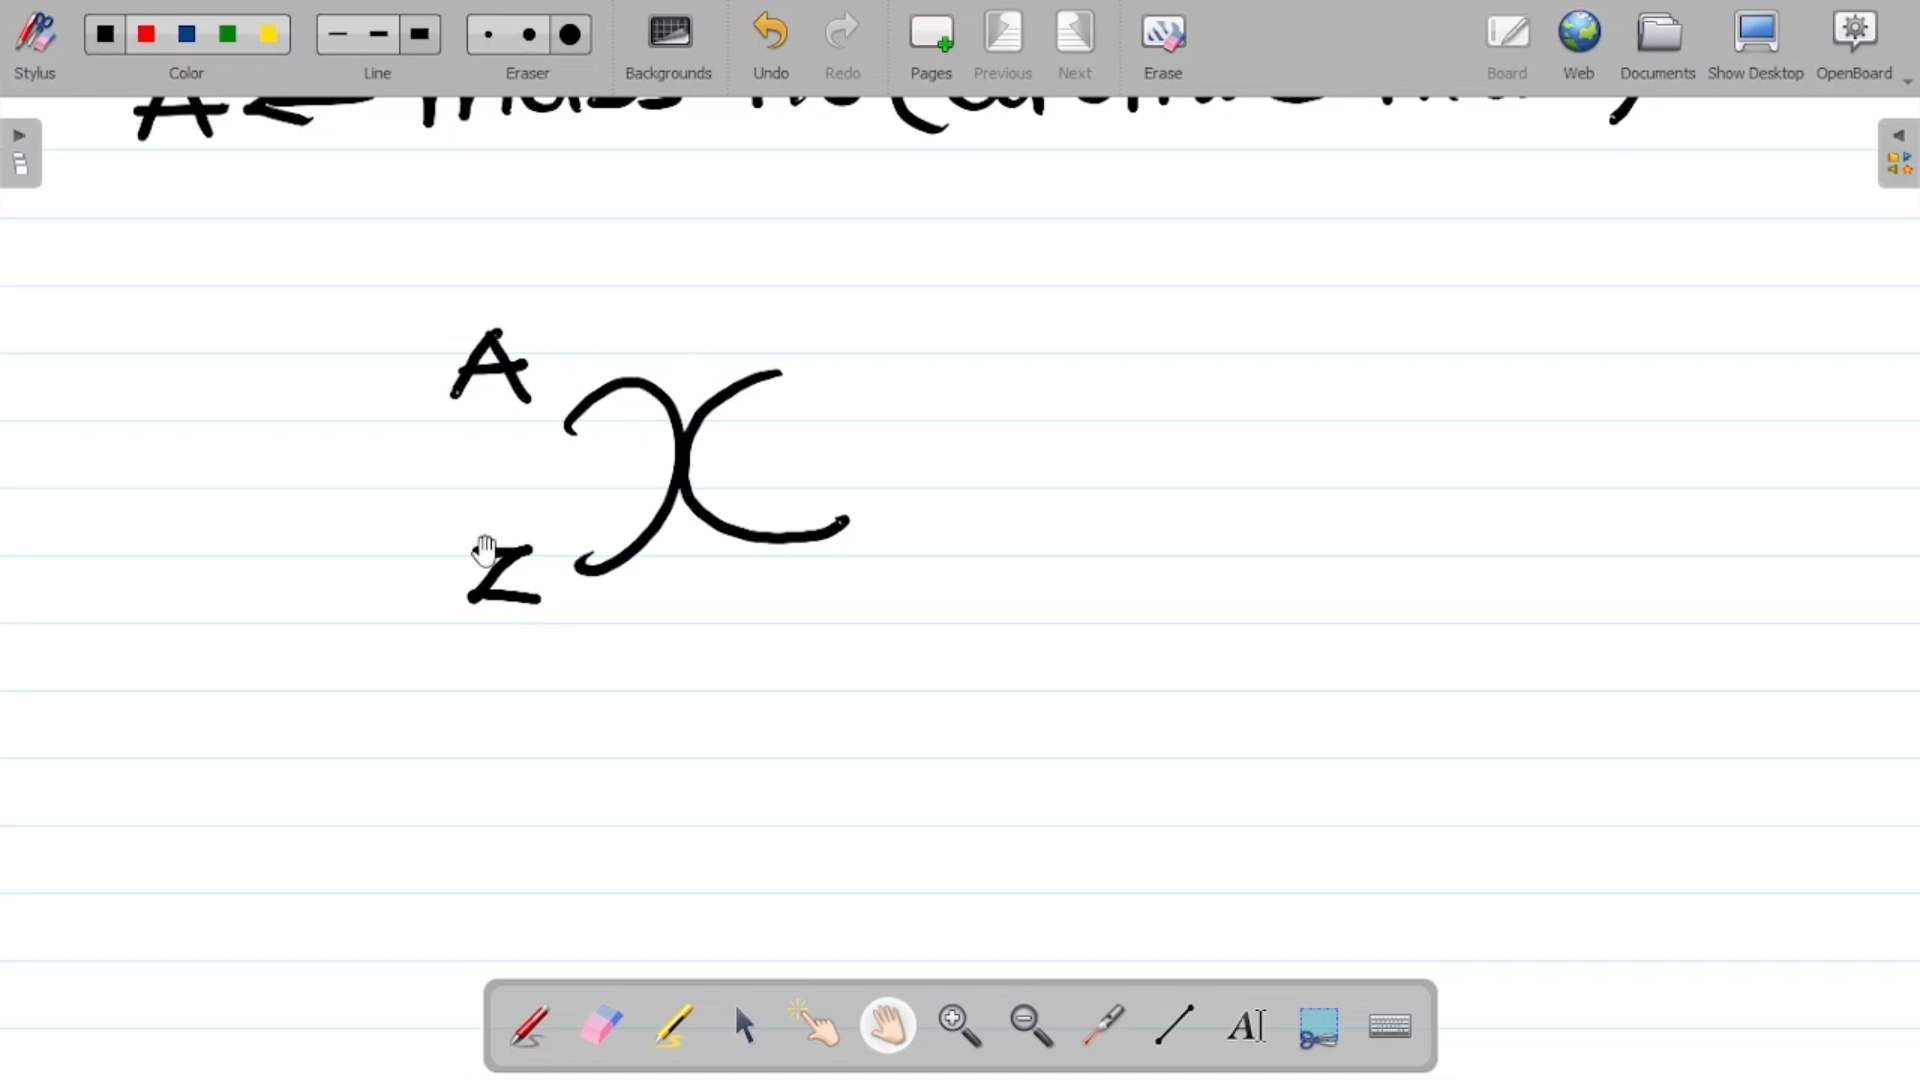 Stylus Color Line Eraser Backgrounds Undo Redo Pages Previous Next Erase Board Web Documents Show Desktop OpenBoard
A
X
Z